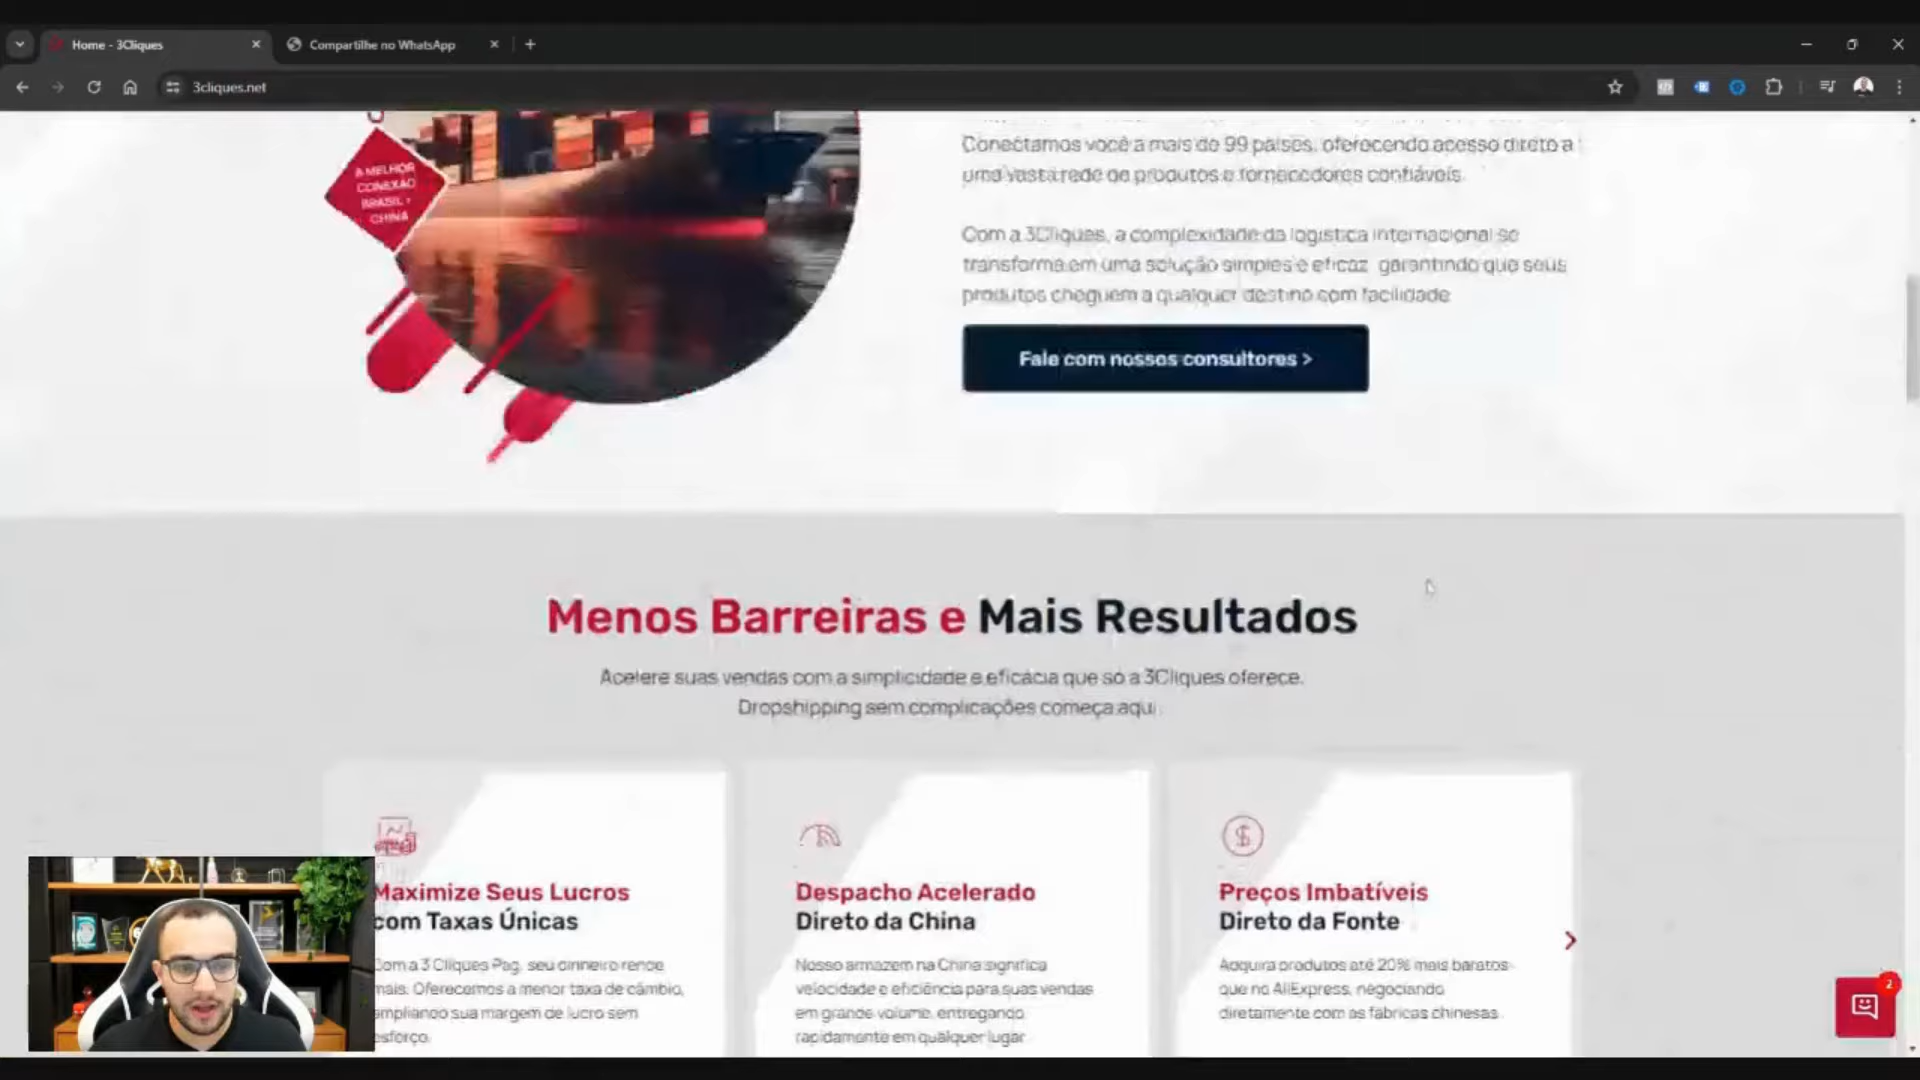 Home - 3Cliques
Compartilhe no WhatsApp
3cliques.net
A MELHOR
CONEXÃO
BRASIL -
CHINA
Conectamos você a mais de 99 países, oferecendo acesso direto a
uma vasta rede de produtos e fornecedores confiáveis.
Com a 3Cliques, a complexidade da logística internacional se
transforma em uma solução simples e eficaz garantindo que seus
produtos cheguem a qualquer destino com facilidade
Fale com nossos consultores >
Menos Barreiras e Mais Resultados
Acelere suas vendas com a simplicidade e eficácia que só a 3Cliques oferece.
Dropshipping sem complicações começa aqui
Maximize Seus Lucros
com Taxas Únicas
Com a 3 Cliques Pag, seu dinheiro rende
mais. Oferecemos a menor taxa de câmbio,
ampliando sua margem de lucro sem
esforço.
Despacho Acelerado
Direto da China
Nosso armazém na China significa
velocidade e eficiência para suas vendas
em grande volume, entregando
rapidamente em qualquer lugar
Preços Imbatíveis
Direto da Fonte
Adquira produtos até 20% mais baratos
que no AliExpress, negociando
diretamente com as fábricas chinesas.
2